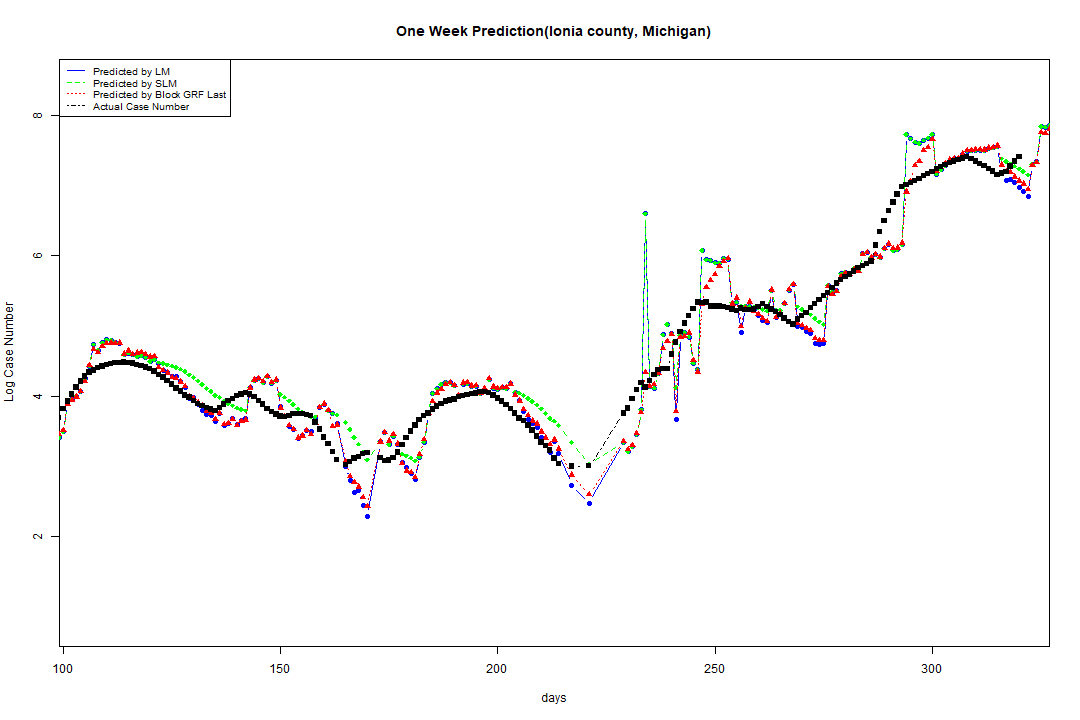 One Week Prediction(Ionia county, Michigan)
Predicted by LM
Predicted by SLM
Predicted by Block GRF Last
Actual Case Number
8
6
4
2
Log Case Number
100 150 200 250 300
days